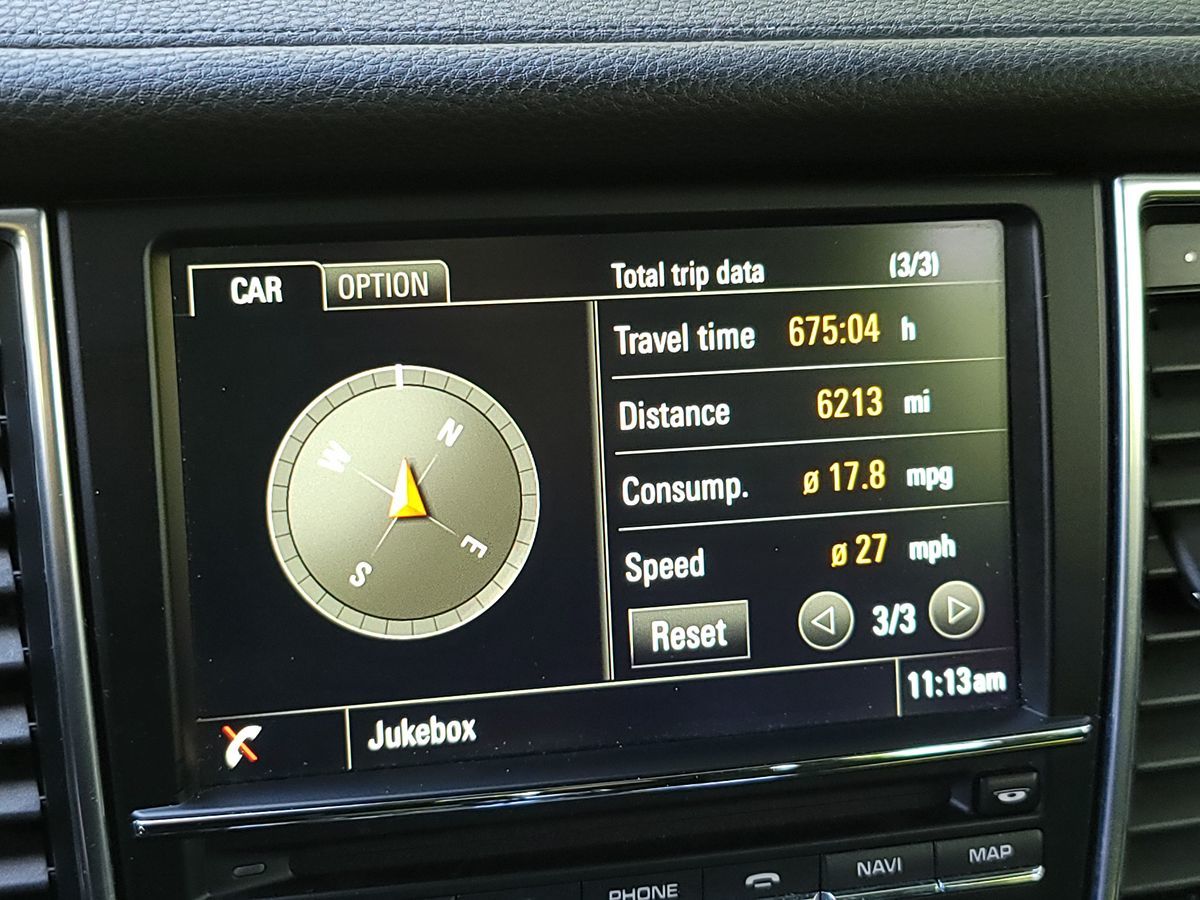 CAR OPTION Total trip data (3/3)
Travel time 675:04 h
Distance 6213 mi
Consump. ø 17.8 mpg
Speed ø 27 mph
Reset 3/3
N
W
E
S
11:13am
Jukebox
PHONE NAVI MAP